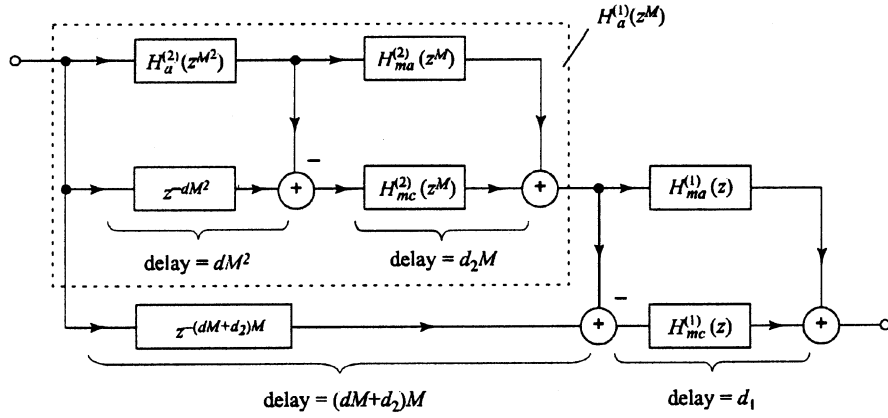 H_a^{(1)}(z^M)
H_a^{(2)}(z^{M^2})
H_{ma}^{(2)}(z^M)
−
z^{-dM^2}
+
H_{mc}^{(2)}(z^M)
+
H_{ma}^{(1)}(z)
delay = dM^2
delay = d_2M
−
z^{-(dM+d_2)M}
+
H_{mc}^{(1)}(z)
+
delay = (dM+d_2)M
delay = d_1